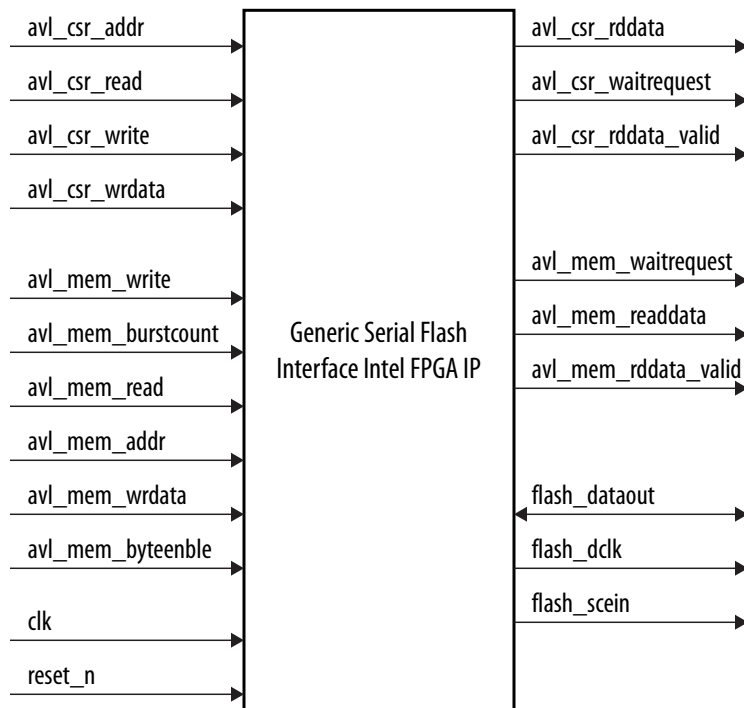 avl_csr_addr
avl_csr_read
avl_csr_write
avl_csr_wrdata
avl_mem_write
avl_mem_burstcount
avl_mem_read
avl_mem_addr
avl_mem_wrdata
avl_mem_byteenble
clk
reset_n
Generic Serial Flash
Interface Intel FPGA IP
avl_csr_rddata
avl_csr_waitrequest
avl_csr_rddata_valid
avl_mem_waitrequest
avl_mem_readdata
avl_mem_rddata_valid
flash_dataout
flash_dclk
flash_scein